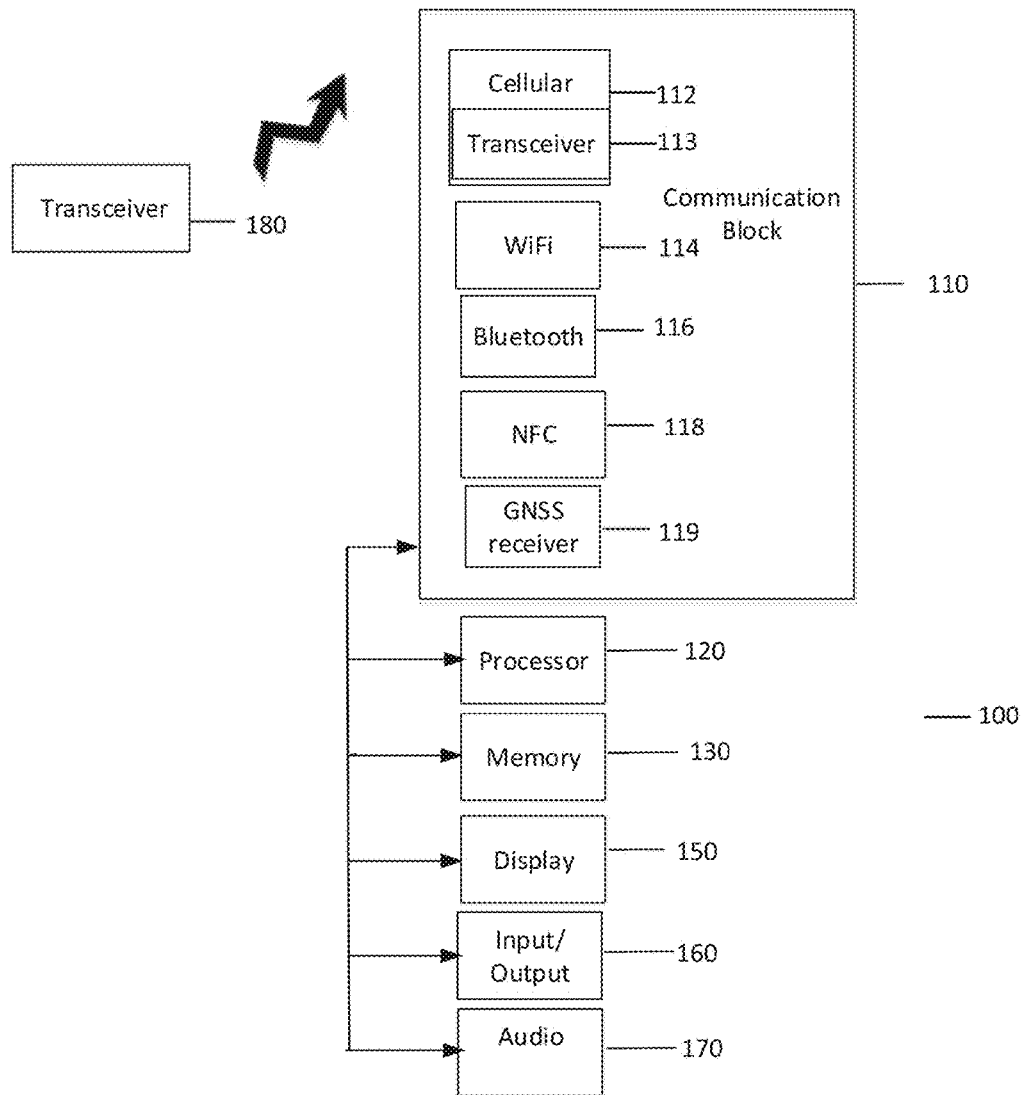 Cellular
112
Transceiver
113
Communication
Block
Transceiver
180
WiFi
114
110
Bluetooth
116
NFC
118
GNSS
receiver
119
Processor
120
100
Memory
130
Display
150
Input/
Output
160
Audio
170